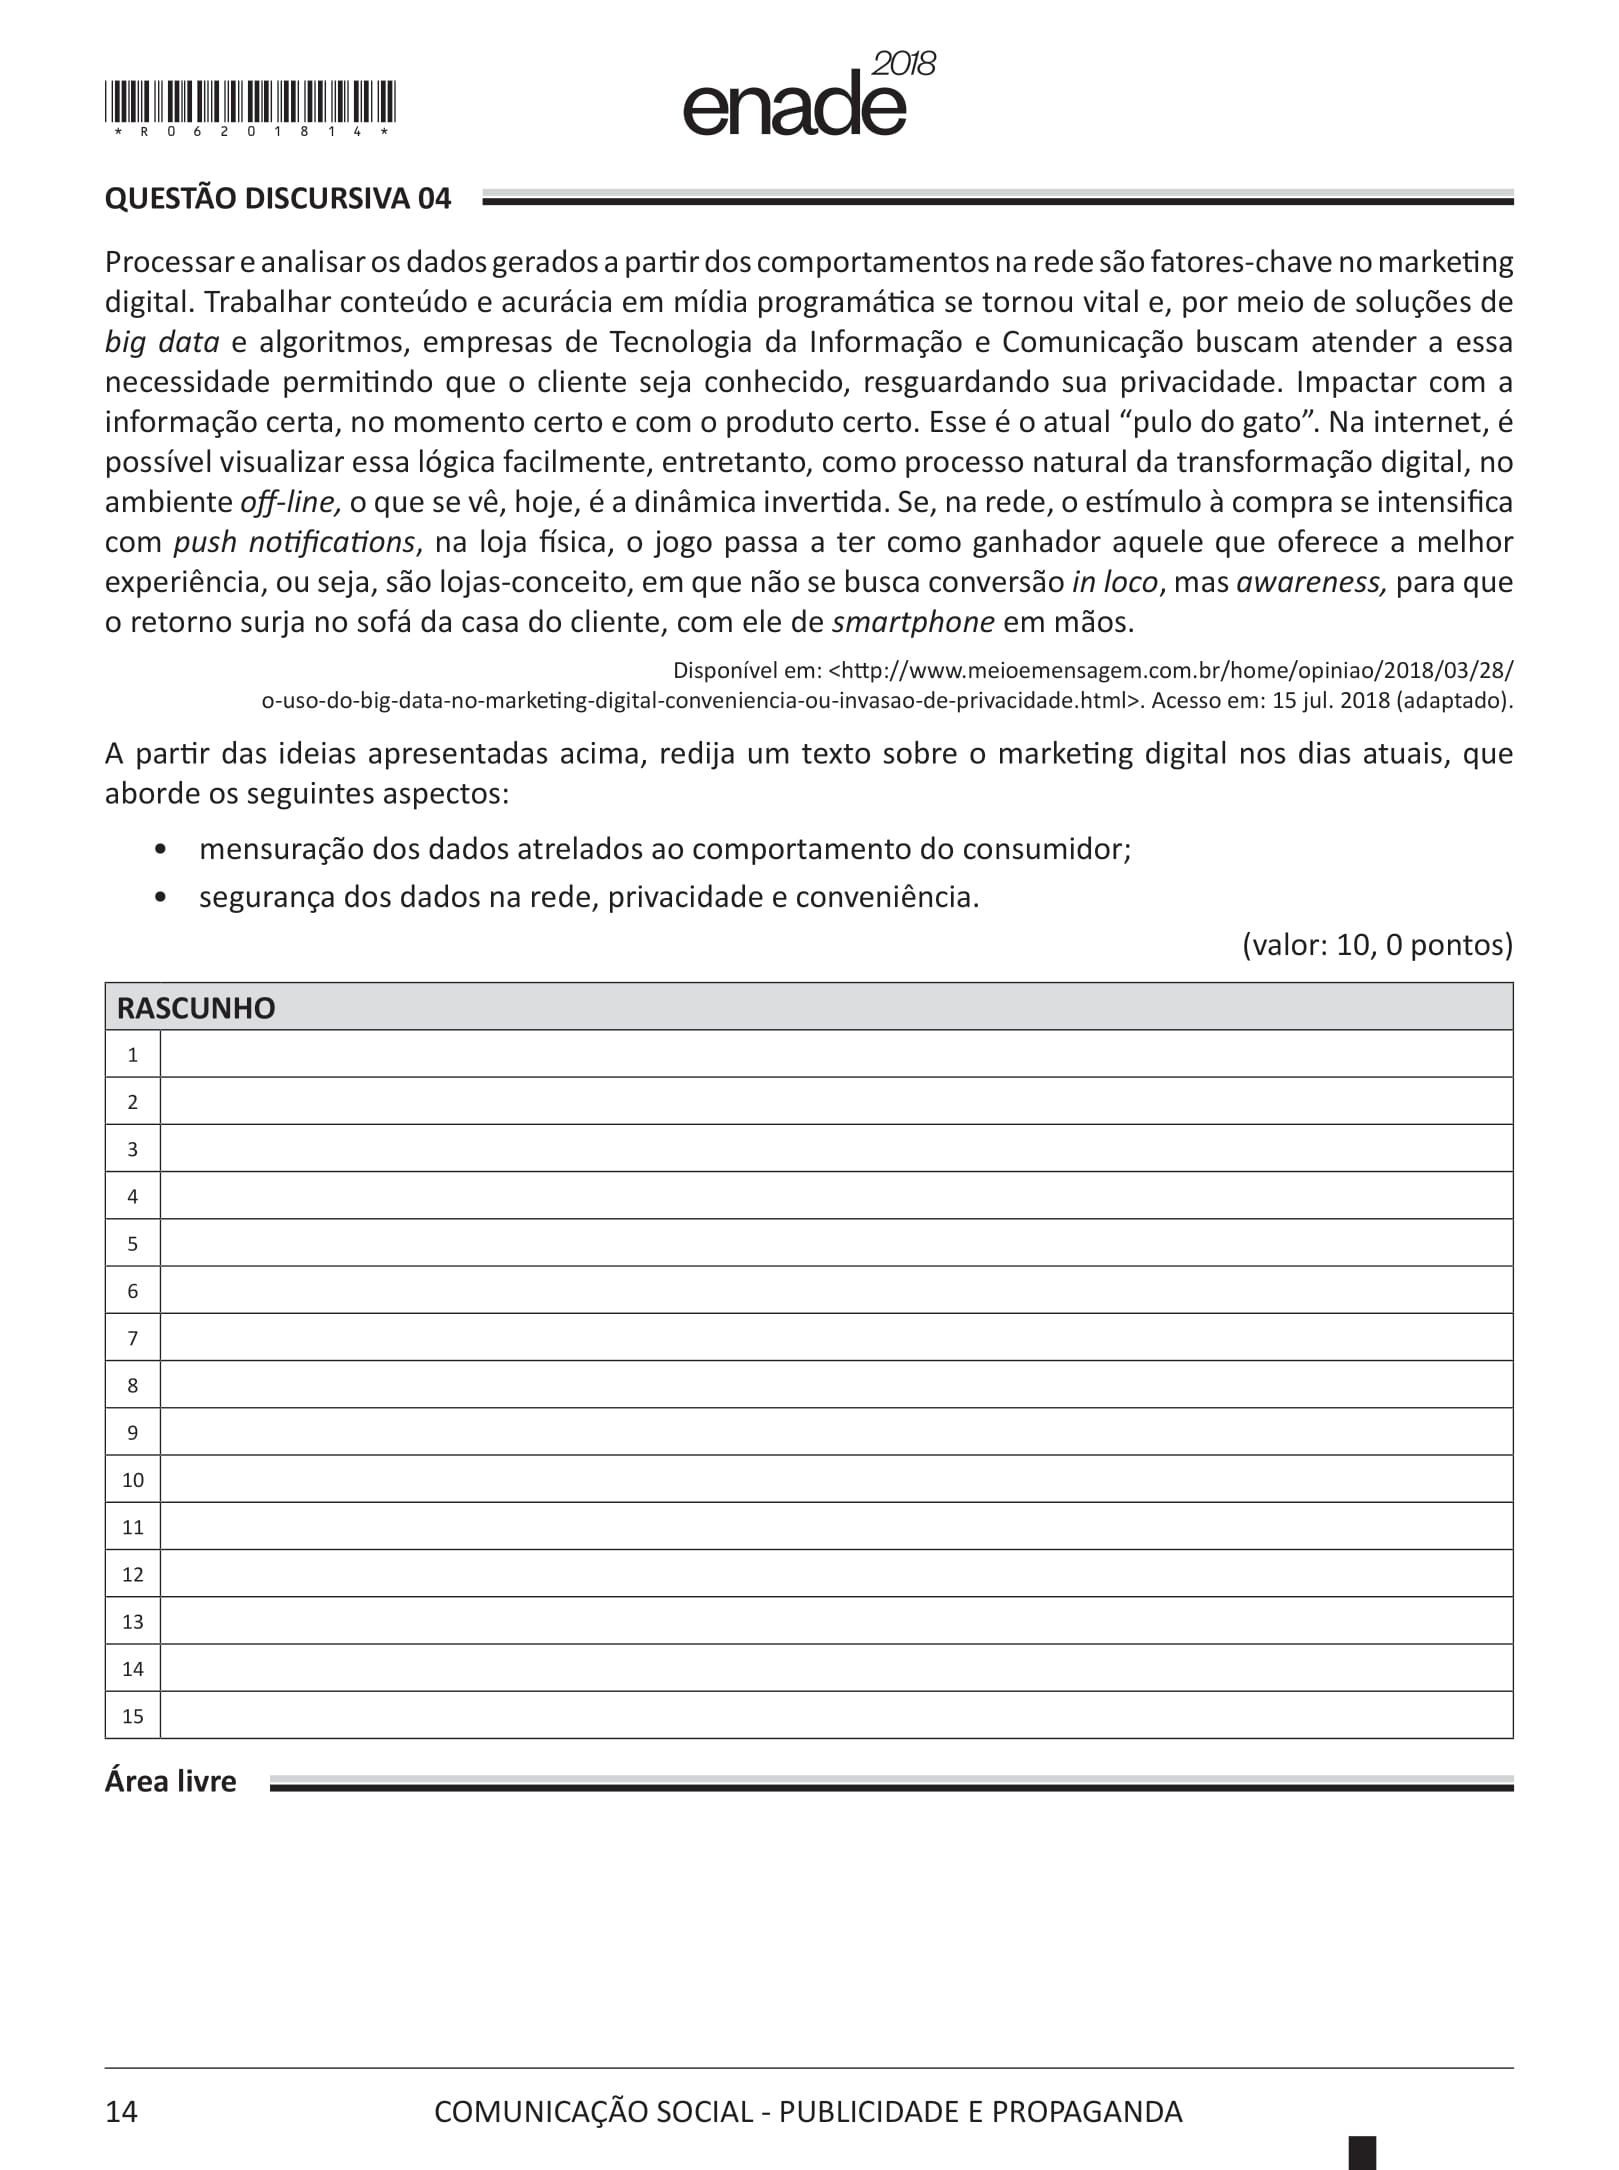 2018
enade
* R 0 6 2 0 1 8 1 4 *
QUESTÃO DISCURSIVA 04
Processar e analisar os dados gerados a partir dos comportamentos na rede são fatores-chave no marketing
digital. Trabalhar conteúdo e acurácia em mídia programática se tornou vital e, por meio de soluções de
big data e algoritmos, empresas de Tecnologia da Informação e Comunicação buscam atender a essa
necessidade permitindo que o cliente seja conhecido, resguardando sua privacidade. Impactar com a
informação certa, no momento certo e com o produto certo. Esse é o atual “pulo do gato”. Na internet, é
possível visualizar essa lógica facilmente, entretanto, como processo natural da transformação digital, no
ambiente off-line, o que se vê, hoje, é a dinâmica invertida. Se, na rede, o estímulo à compra se intensifica
com push notifications, na loja física, o jogo passa a ter como ganhador aquele que oferece a melhor
experiência, ou seja, são lojas-conceito, em que não se busca conversão in loco, mas awareness, para que
o retorno surja no sofá da casa do cliente, com ele de smartphone em mãos.
Disponível em: <http://www.meioemensagem.com.br/home/opiniao/2018/03/28/
o-uso-do-big-data-no-marketing-digital-conveniencia-ou-invasao-de-privacidade.html>. Acesso em: 15 jul. 2018 (adaptado).
A partir das ideias apresentadas acima, redija um texto sobre o marketing digital nos dias atuais, que
aborde os seguintes aspectos:
• mensuração dos dados atrelados ao comportamento do consumidor;
• segurança dos dados na rede, privacidade e conveniência.
(valor: 10, 0 pontos)
RASCUNHO
1
2
3
4
5
6
7
8
9
10
11
12
13
14
15
Área livre
14 COMUNICAÇÃO SOCIAL - PUBLICIDADE E PROPAGANDA